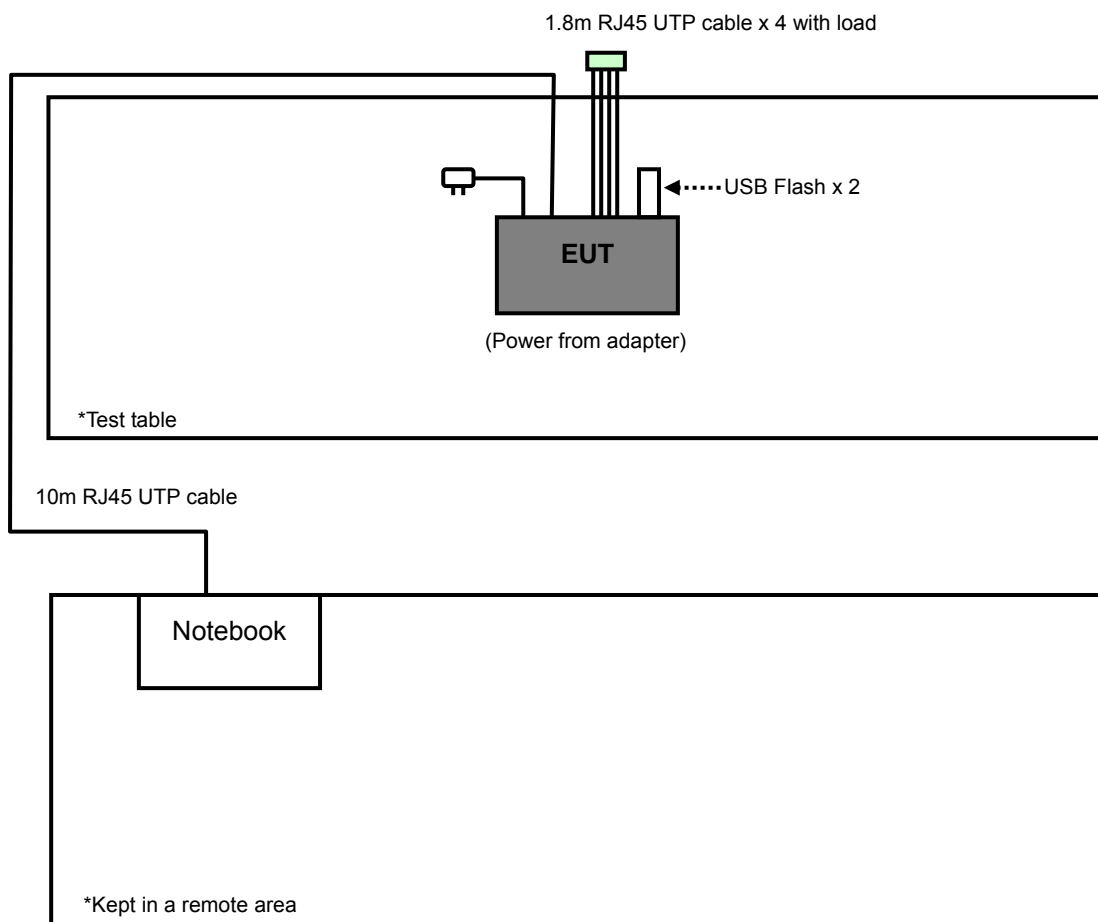 1.8m RJ45 UTP cable x 4 with load
USB Flash x 2
EUT
(Power from adapter)
*Test table
10m RJ45 UTP cable
Notebook
*Kept in a remote area